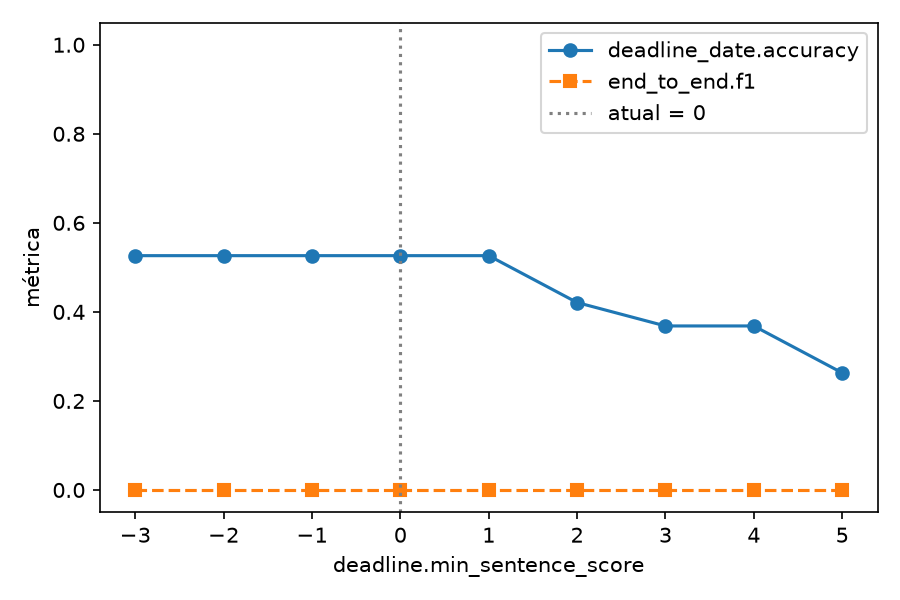 1.0
0.8
0.6
0.4
0.2
0.0
métrica
deadline_date.accuracy
end_to_end.f1
atual = 0
−3 −2 −1 0 1 2 3 4 5
deadline.min_sentence_score